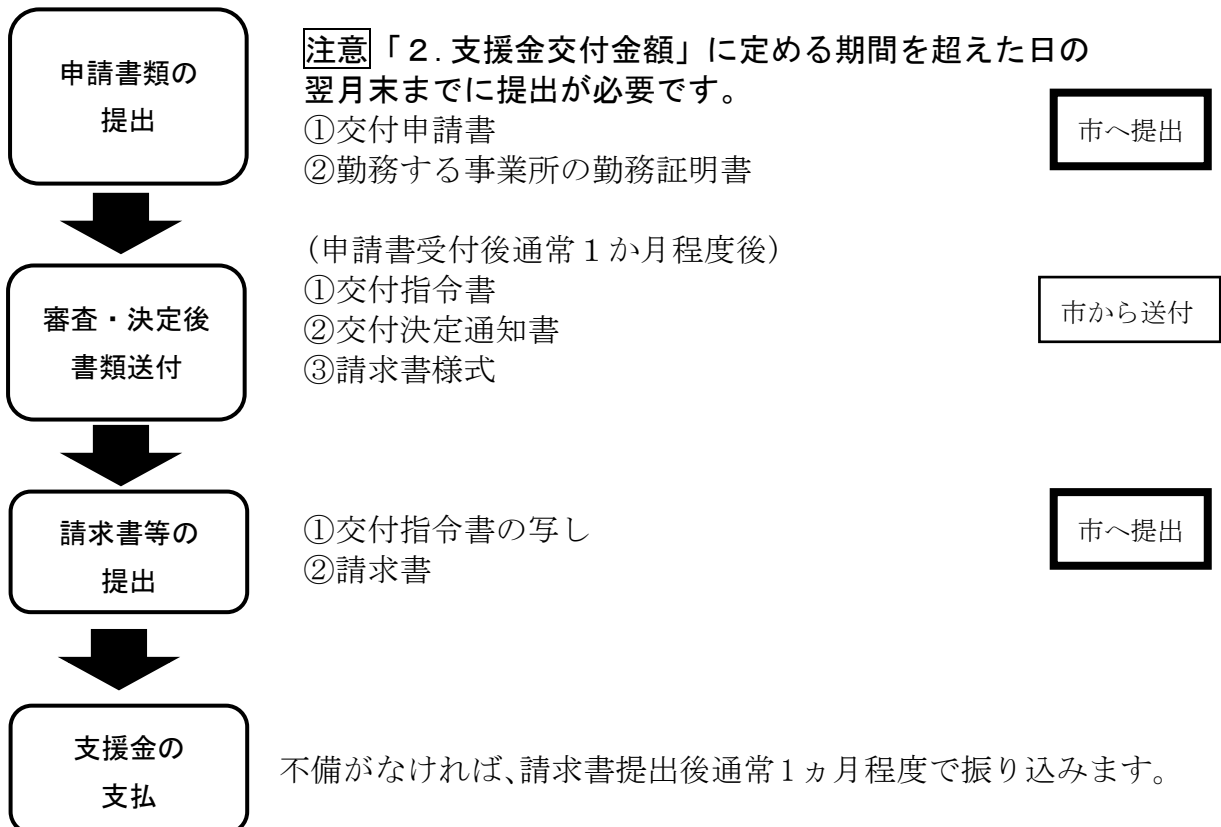 申請書類の
提出
注意「２.支援金交付金額」に定める期間を超えた日の
翌月末までに提出が必要です。
①交付申請書
②勤務する事業所の勤務証明書
市へ提出
審査・決定後
書類送付
（申請書受付後通常１か月程度後）
①交付指令書
②交付決定通知書
③請求書様式
市から送付
請求書等の
提出
①交付指令書の写し
②請求書
市へ提出
支援金の
支払
不備がなければ、請求書提出後通常１ヵ月程度で振り込みます。